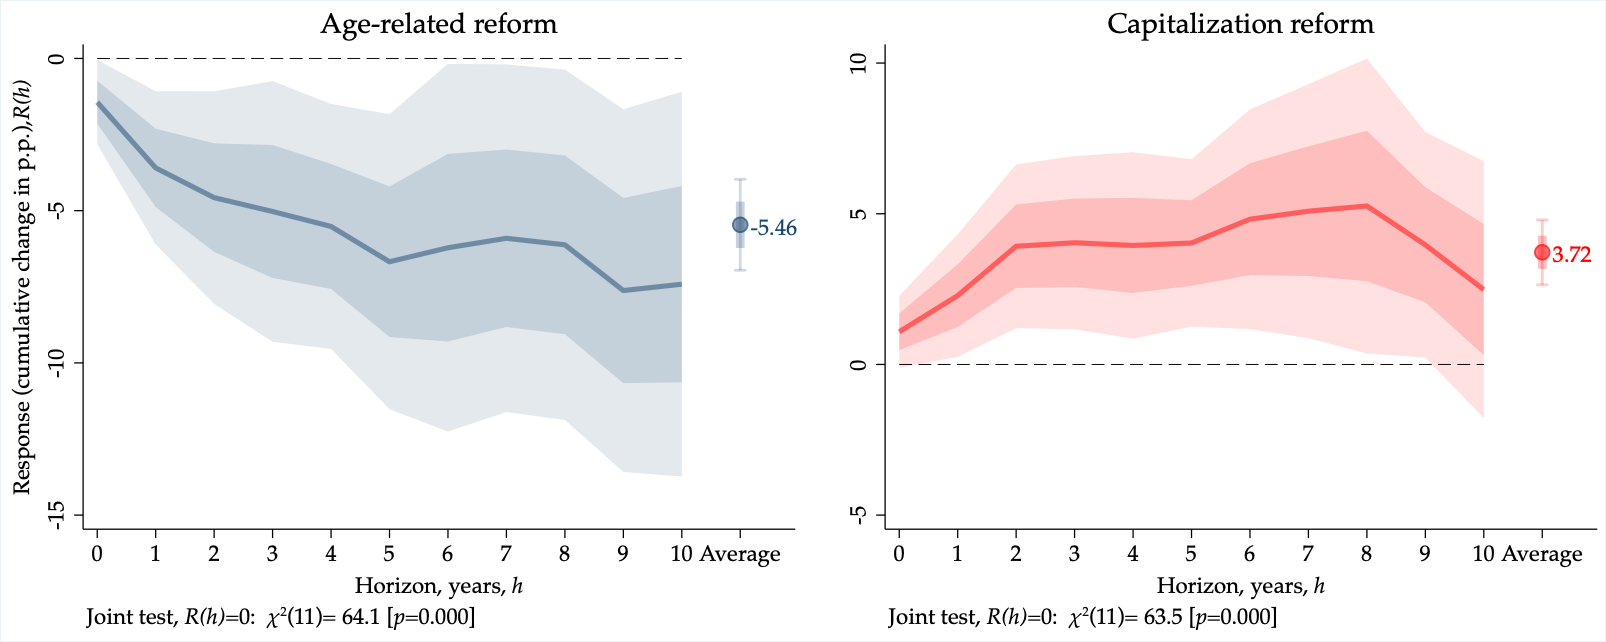 Age-related reform
Response (cumulative change in p.p.),R(h)
0
-5
-10
-15
-5.46
0 1 2 3 4 5 6 7 8 9 10 Average
Horizon, years, h
Joint test, R(h)=0: χ²(11)= 64.1 [p=0.000]
Capitalization reform
10
5
0
-5
3.72
0 1 2 3 4 5 6 7 8 9 10 Average
Horizon, years, h
Joint test, R(h)=0: χ²(11)= 63.5 [p=0.000]